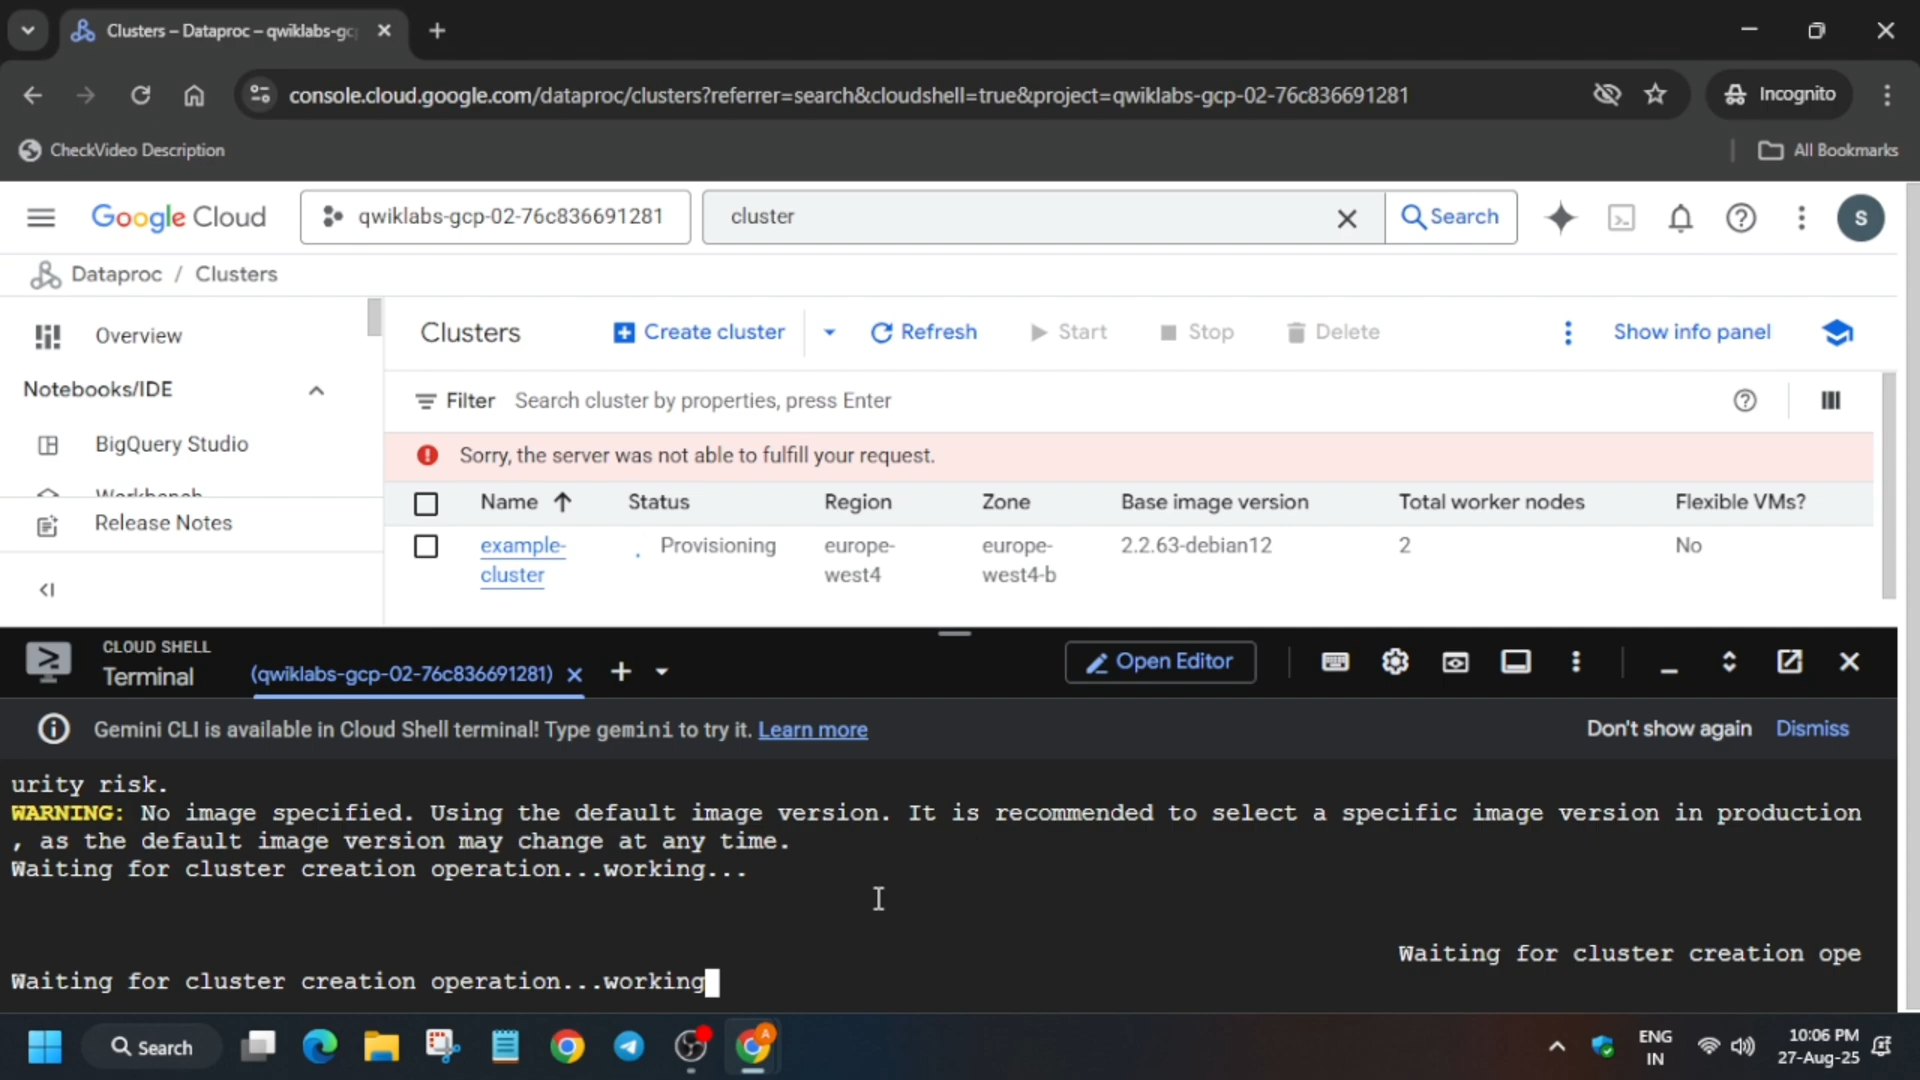 Clusters – Dataproc – qwiklabs-gc
console.cloud.google.com/dataproc/clusters?referrer=search&cloudshell=true&project=qwiklabs-gcp-02-76c836691281
Incognito
CheckVideo Description
All Bookmarks
Google Cloud
qwiklabs-gcp-02-76c836691281
cluster
Search
S
Dataproc / Clusters
Overview
Notebooks/IDE
BigQuery Studio
Workbench
Release Notes
Clusters
Create cluster
Refresh
Start
Stop
Delete
Show info panel
Filter Search cluster by properties, press Enter
Sorry, the server was not able to fulfill your request.
Name Status Region Zone Base image version Total worker nodes Flexible VMs?
example-cluster Provisioning europe-west4 europe-west4-b 2.2.63-debian12 2 No
CLOUD SHELL
Terminal
(qwiklabs-gcp-02-76c836691281)
Open Editor
Gemini CLI is available in Cloud Shell terminal! Type gemini to try it. Learn more
Don't show again
Dismiss
urity risk.
WARNING: No image specified. Using the default image version. It is recommended to select a specific image version in production
, as the default image version may change at any time.
Waiting for cluster creation operation...working...
Waiting for cluster creation ope
Waiting for cluster creation operation...working
Search
A
ENG
IN
10:06 PM
27-Aug-25